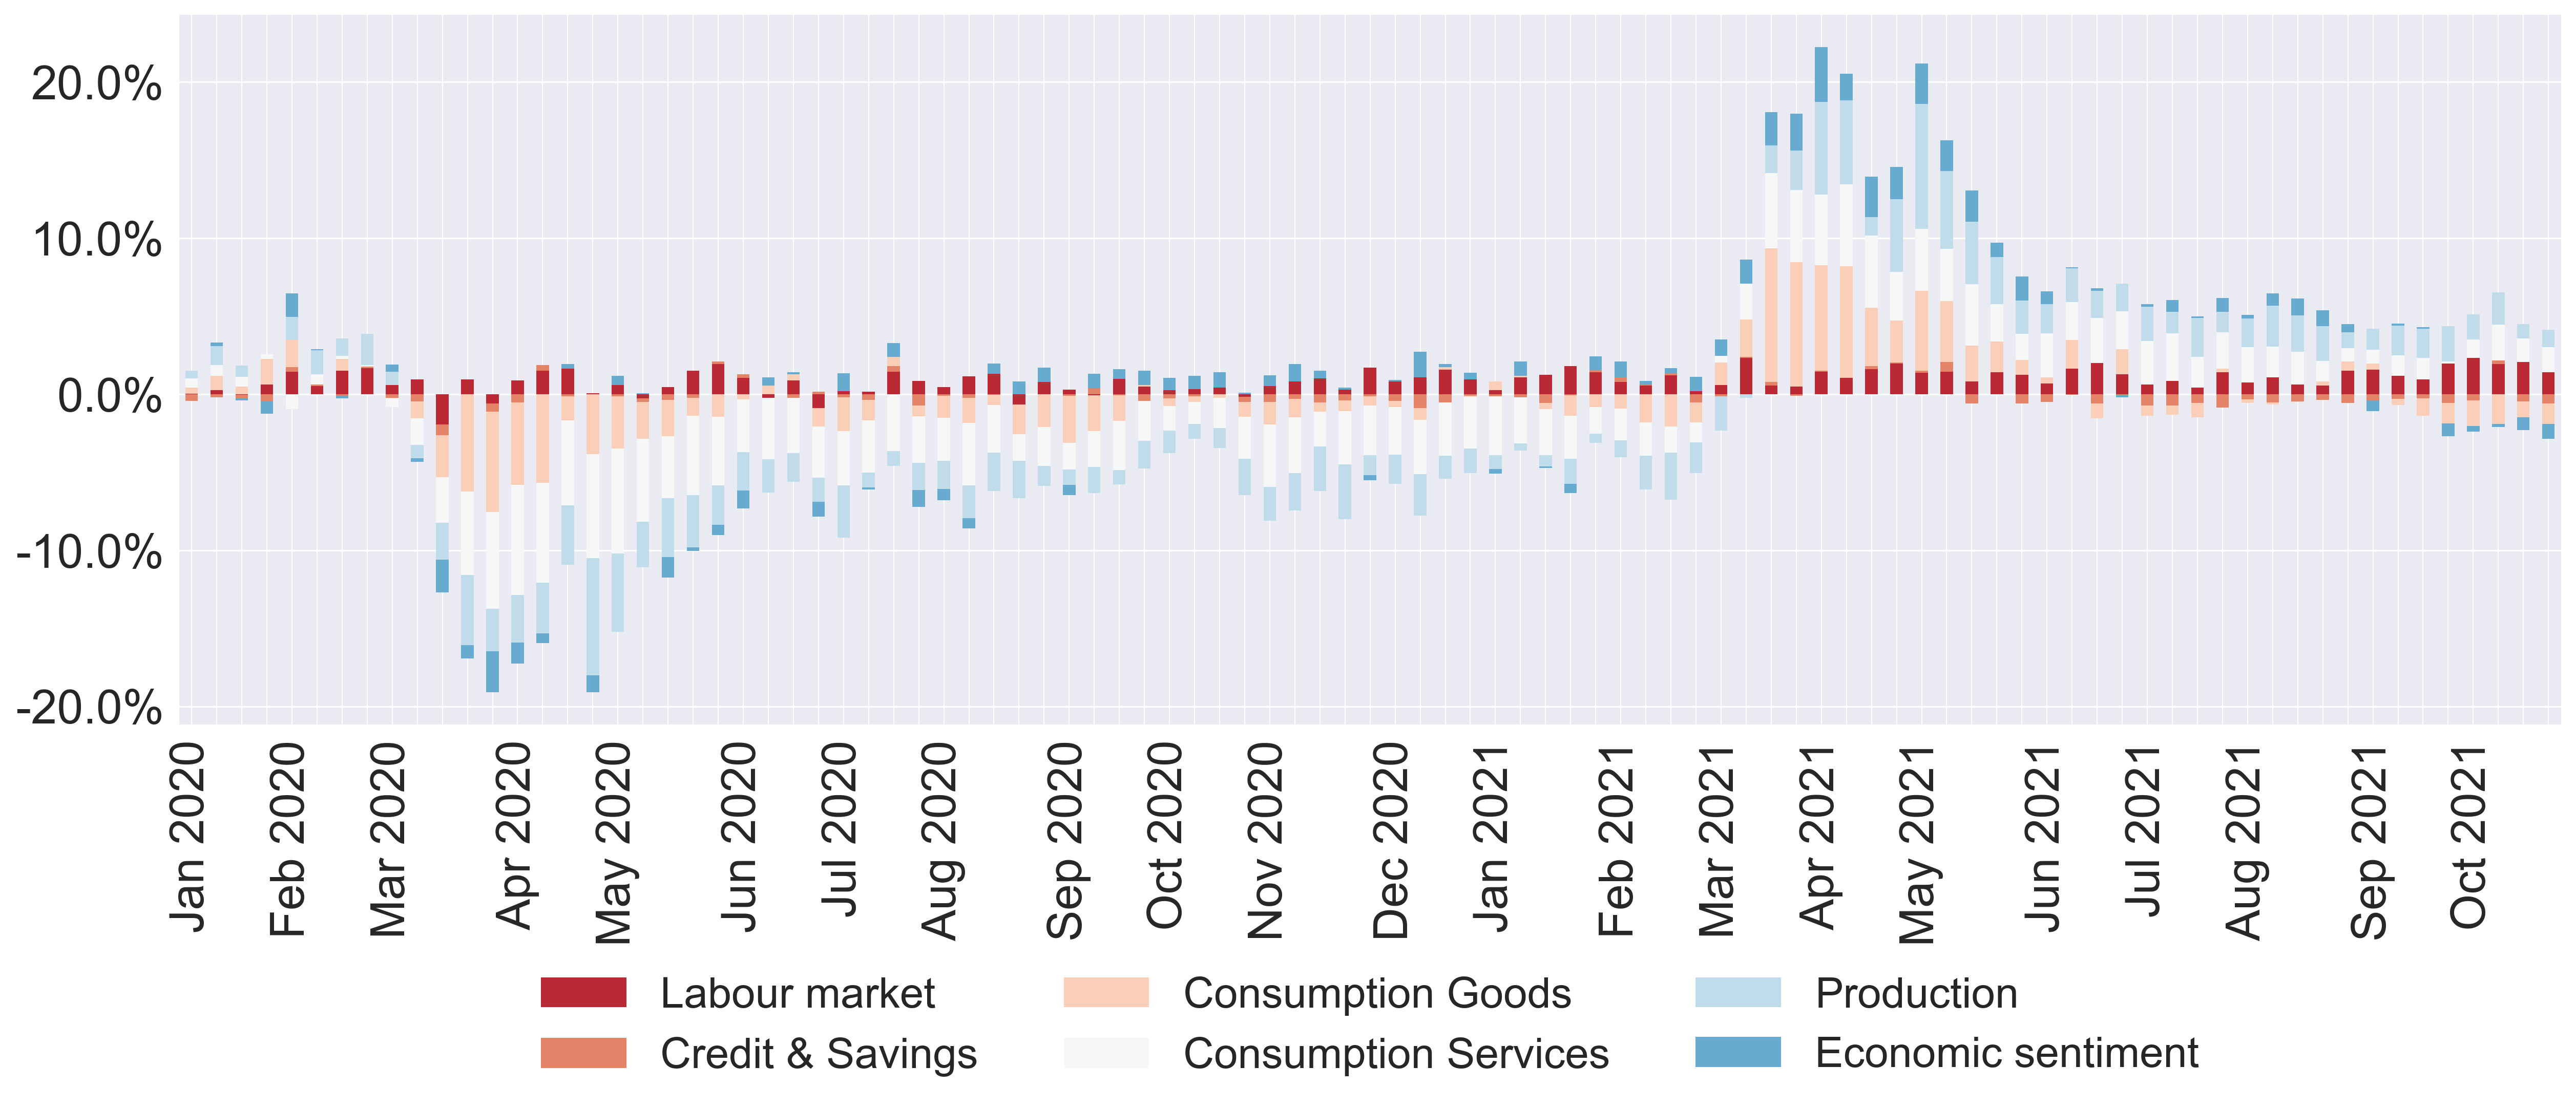 20.0%
10.0%
0.0%
-10.0%
-20.0%
Jan 2020
Feb 2020
Mar 2020
Apr 2020
May 2020
Jun 2020
Jul 2020
Aug 2020
Sep 2020
Oct 2020
Nov 2020
Dec 2020
Jan 2021
Feb 2021
Mar 2021
Apr 2021
May 2021
Jun 2021
Jul 2021
Aug 2021
Sep 2021
Oct 2021
Labour market
Consumption Goods
Production
Credit & Savings
Consumption Services
Economic sentiment